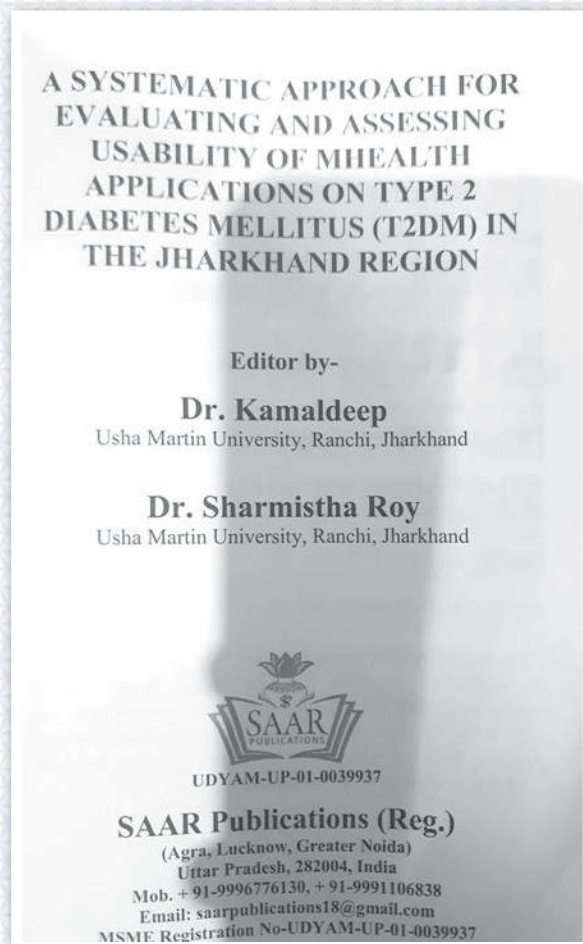 A SYSTEMATIC APPROACH FOR
EVALUATING AND ASSESSING
USABILITY OF MHEALTH
APPLICATIONS ON TYPE 2
DIABETES MELLITUS (T2DM) IN
THE JHARKHAND REGION
Editor by-
Dr. Kamaldeep
Usha Martin University, Ranchi, Jharkhand
Dr. Sharmistha Roy
Usha Martin University, Ranchi, Jharkhand
SAAR
PUBLICATIONS
UDYAM-UP-01-0039937
SAAR Publications (Reg.)
(Agra, Lucknow, Greater Noida)
Uttar Pradesh, 282004, India
Mob. + 91-9996776130, + 91-9991106838
Email: saarpublications18@gmail.com
MSME Registration No-UDYAM-UP-01-0039937